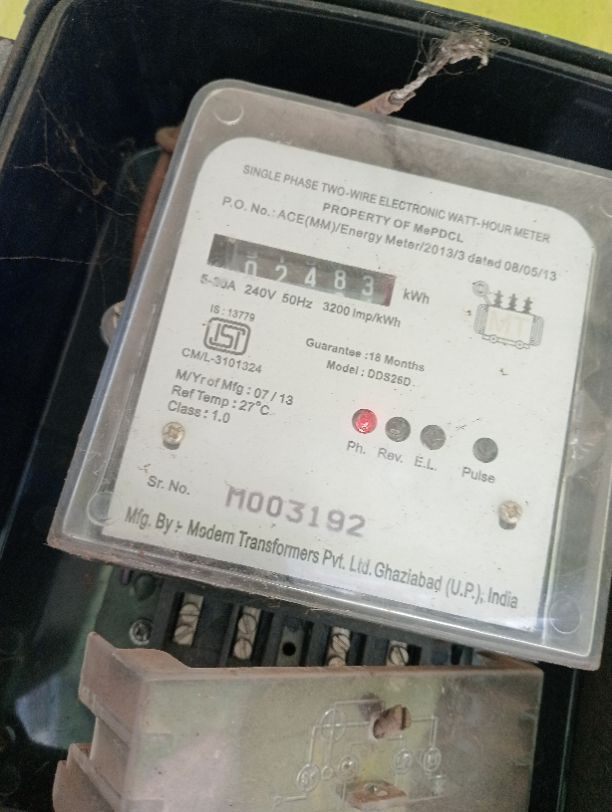 SINGLE PHASE TWO-WIRE ELECTRONIC WATT-HOUR METER
PROPERTY OF MePDCL
P.O. No.: ACE(MM)/Energy Meter/2013/3 dated 08/05/13
02483 kWh
240V 50Hz 3200 imp/kWh
IS : 13779
ISI
CM/L-3101324
MT
Guarantee :18 Months
Model : DDS26D
M/Yr of Mfg : 07 / 13
Ref Temp : 27°C
Class : 1.0
Ph. Rev. E.L. Pulse
Sr. No. M003192
Mfg. By :- Modern Transformers Pvt. Ltd. Ghaziabad (U.P.), India